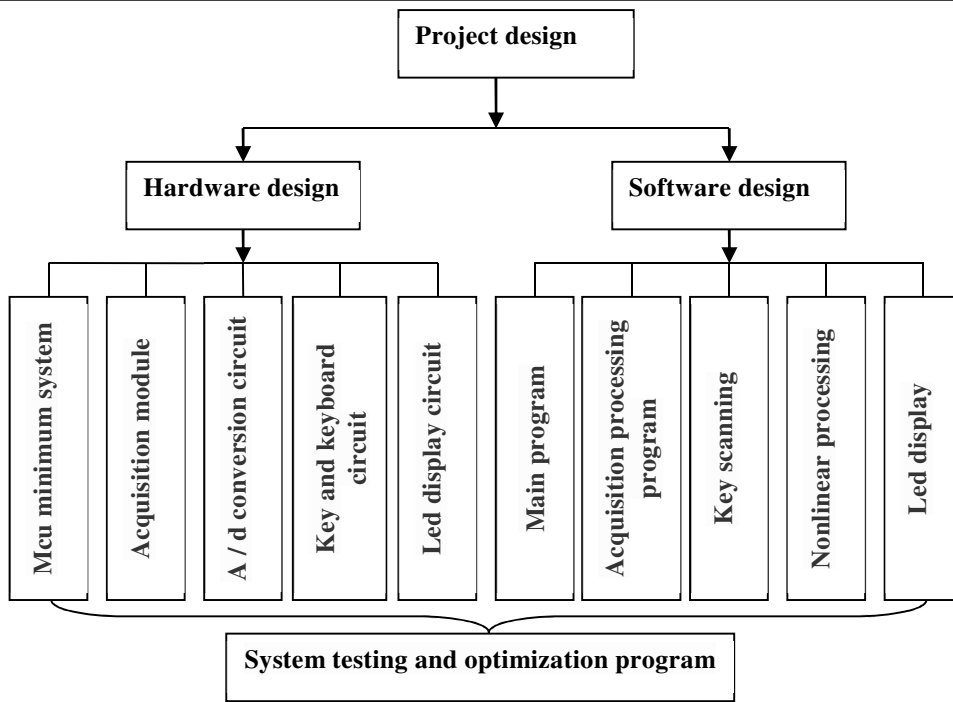 Project design
Hardware design
Software design
Mcu minimum system
Acquisition module
A / d conversion circuit
Key and keyboard
circuit
Led display circuit
Main program
Acquisition processing
program
Key scanning
Nonlinear processing
Led display
System testing and optimization program